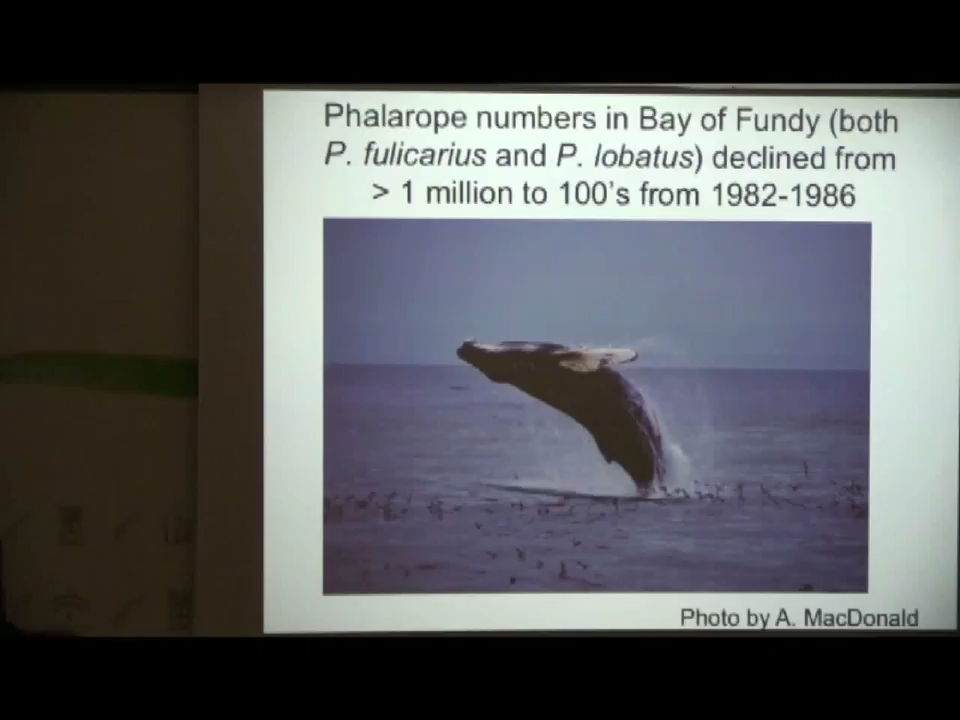 Phalarope numbers in Bay of Fundy (both
P. fulicarius and P. lobatus) declined from
> 1 million to 100's from 1982-1986
Photo by A. MacDonald